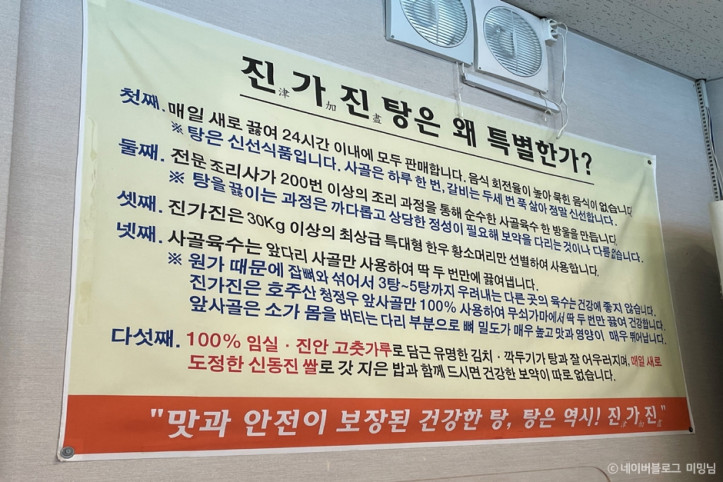 진가진탕은 왜 특별한가?
津 加 盡
첫째. 매일 새로 끓여 24시간 이내에 모두 판매합니다. 음식 회전율이 높아 묵힌 음식이 없습니다.
※ 탕은 신선식품입니다. 사골은 하루 한 번, 갈비는 두세 번 푹 삶아 정말 신선합니다.
둘째. 전문 조리사가 200번 이상의 조리 과정을 통해 순수한 사골육수 한 방울을 만듭니다.
※ 탕을 끓이는 과정은 까다롭고 상당한 정성이 필요해 보약을 다리는 것이나 다름없습니다.
셋째. 진가진은 30Kg 이상의 최상급 특대형 한우 황소머리만 선별하여 사용합니다.
넷째. 사골육수는 앞다리 사골만 사용하여 딱 두 번만에 끓여냅니다.
※ 원가 때문에 잡뼈와 섞어서 3탕~5탕까지 우려내는 다른 곳의 육수는 건강에 좋지 않습니다.
진가진은 호주산 청정우 앞사골만 100% 사용하여 무쇠가마에서 딱 두 번만 끓여 건강합니다.
앞사골은 소가 몸을 버티는 다리 부분으로 뼈 밀도가 매우 높고 맛과 영양이 매우 뛰어납니다.
다섯째. 100% 임실·진안 고춧가루로 담근 유명한 김치·깍두기가 탕과 잘 어우러지며, 매일 새로
도정한 신동진 쌀로 갓 지은 밥과 함께 드시면 건강한 보약이 따로 없습니다.
"맛과 안전이 보장된 건강한 탕, 탕은 역시! 진가진"
津 加 盡
ⓒ 네이버블로그 미밍님